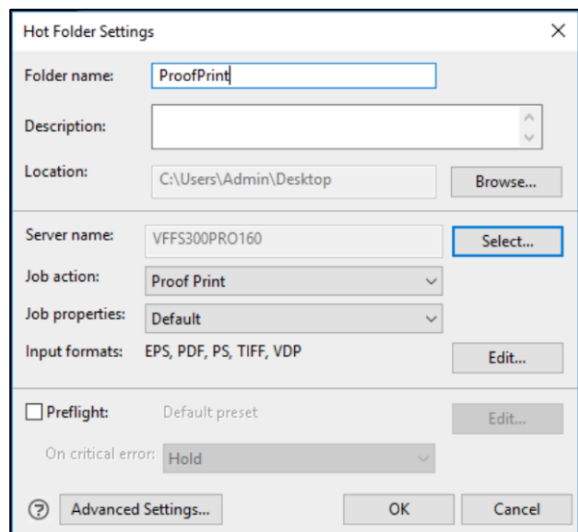 Hot Folder Settings
Folder name: ProofPrint
Description:
Location: C:\Users\Admin\Desktop Browse...
Server name: VFFS300PRO160 Select...
Job action: Proof Print
Job properties: Default
Input formats: EPS, PDF, PS, TIFF, VDP Edit...
Preflight: Default preset Edit...
On critical error: Hold
? Advanced Settings... OK Cancel